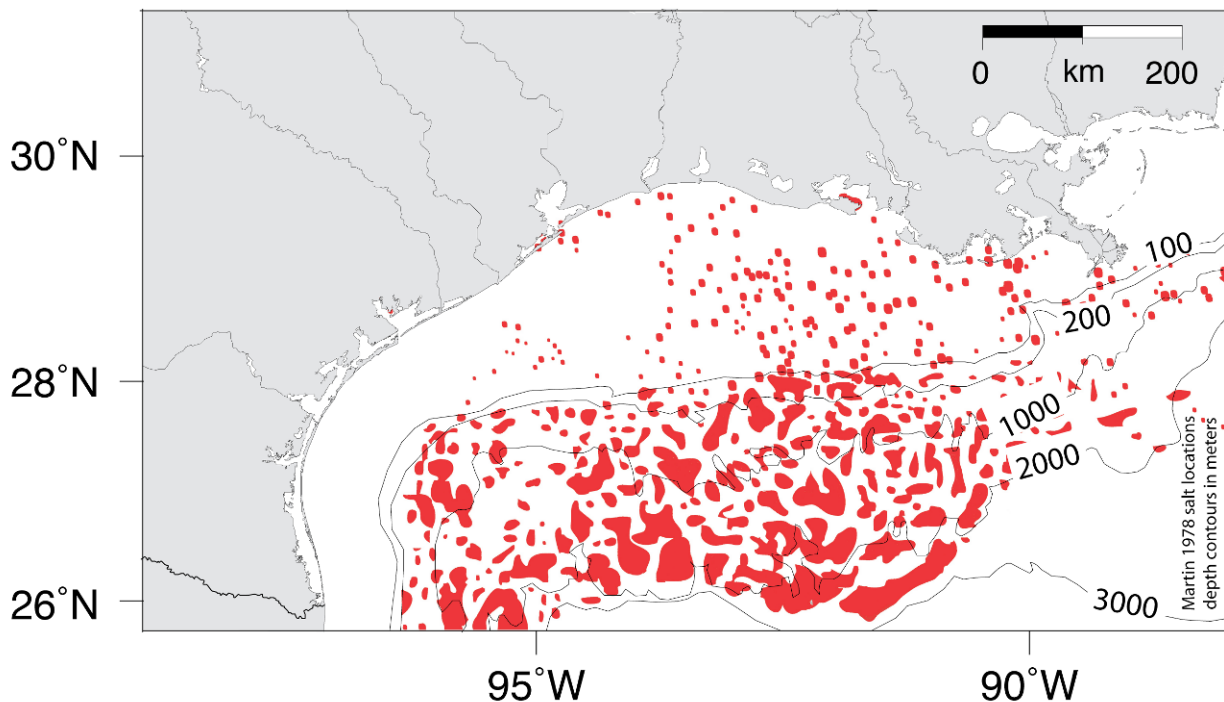 0 km 200
30°N
100
200
28°N
1000
2000
26°N
3000
Martin 1978 salt locations
depth contours in meters
95°W 90°W